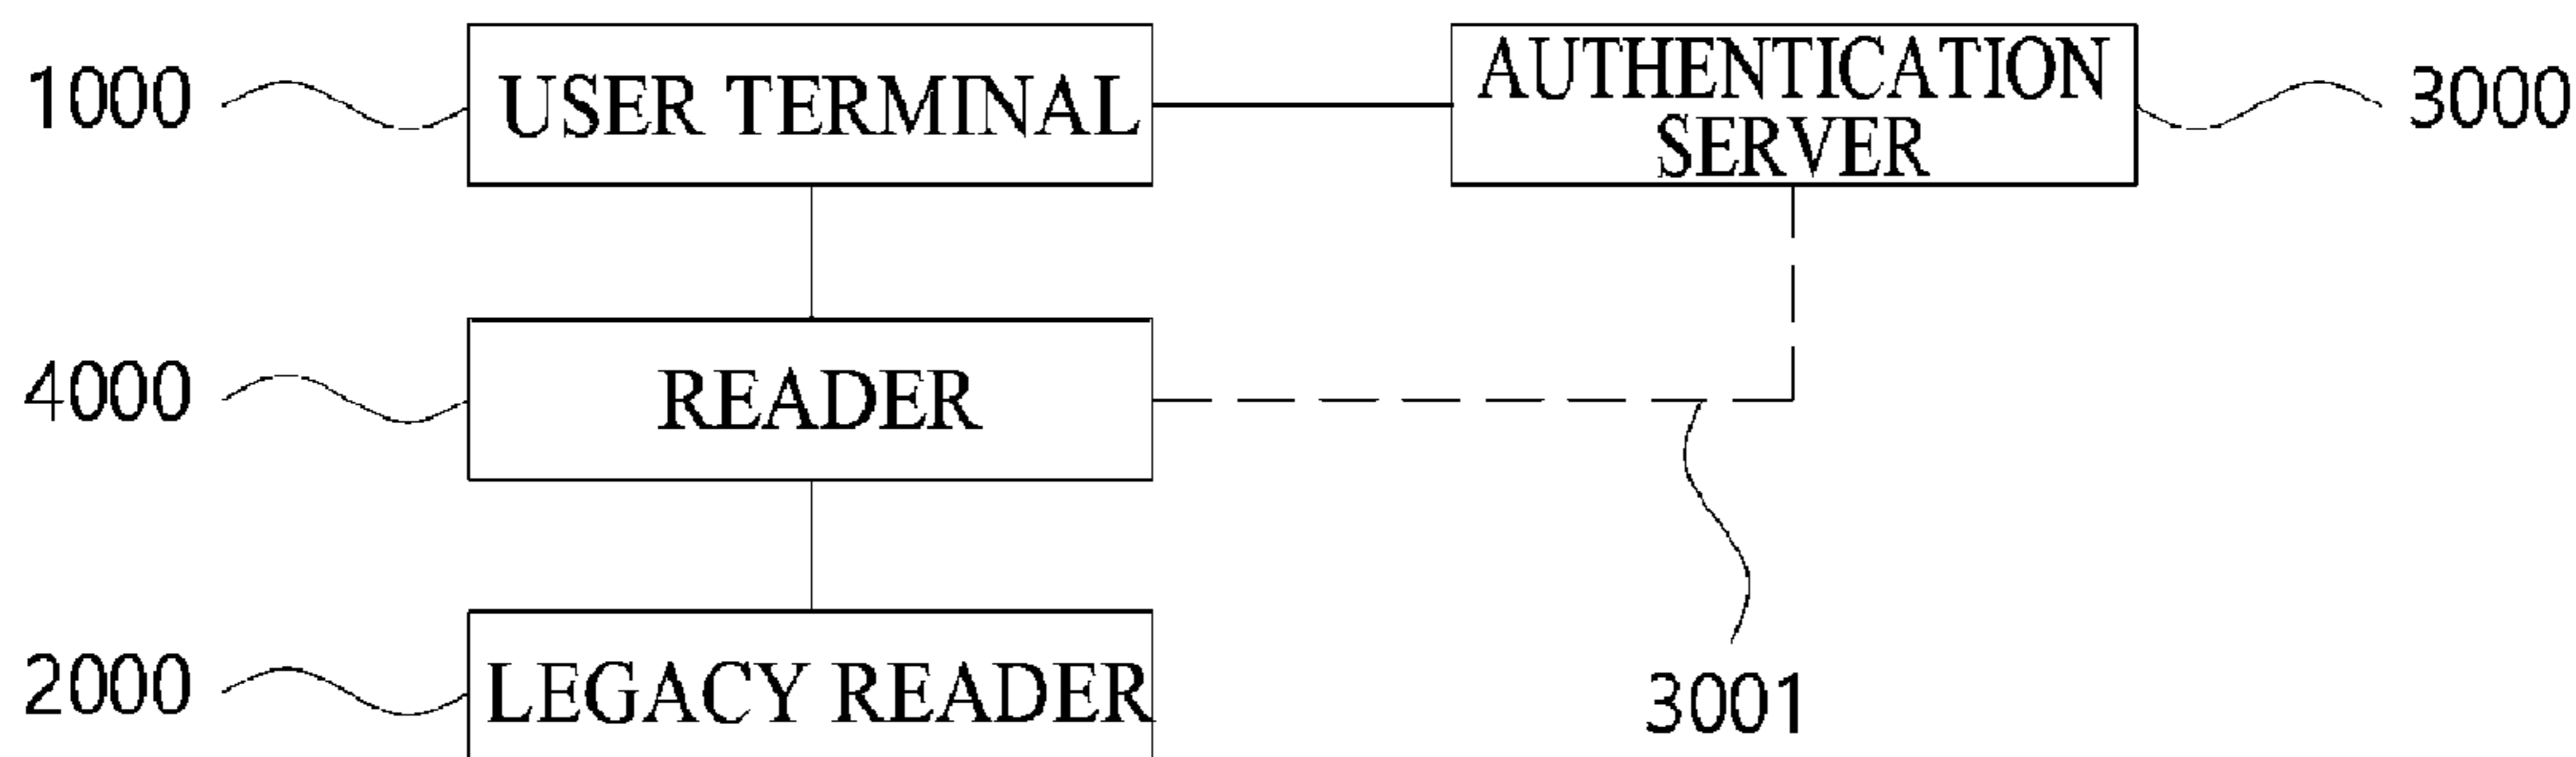 1000
USER TERMINAL
AUTHENTICATION
SERVER
3000
4000
READER
2000
LEGACY READER
3001